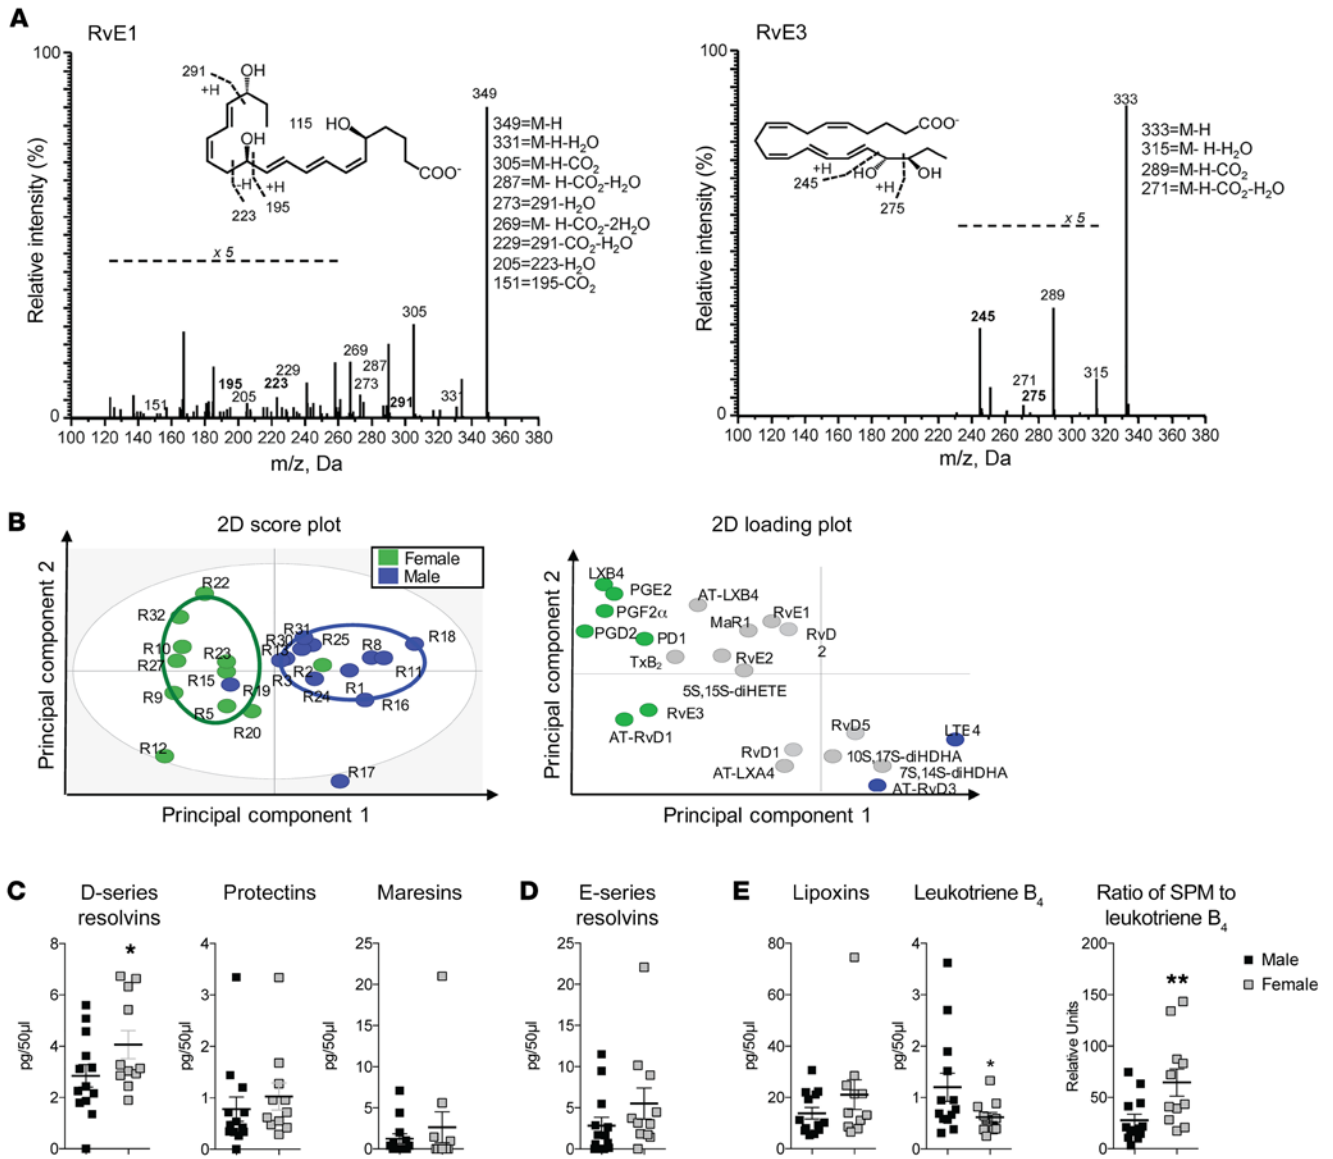 A
RvE1
100
Relative intensity (%)
0
291
+H
OH
OH
115
HO
COO-
-H
+H
195
223
x 5
349
349=M-H
331=M-H-H2O
305=M-H-CO2
287=M- H-CO2-H2O
273=291-H2O
269=M- H-CO2-2H2O
229=291-CO2-H2O
205=223-H2O
151=195-CO2
305
269
287
229
273
195
223
205
151
291
331
100 120 140 160 180 200 220 240 260 280 300 320 340 360 380
m/z, Da
RvE3
100
Relative intensity (%)
0
COO-
+H
HO
OH
245
+H
275
x 5
333
333=M-H
315=M- H-H2O
289=M-H-CO2
271=M-H-CO2-H2O
289
245
271
275
315
100 120 140 160 180 200 220 240 260 280 300 320 340 360 380
m/z, Da
B
2D score plot
Principal component 2
Female
Male
R22
R32
R10
R27
R23
R15
R9
R19
R5
R20
R12
R31
R30
R25
R13
R8
R18
R3
R2
R11
R24
R1
R16
R17
Principal component 1
2D loading plot
Principal component 2
LXB4
PGE2
PGF2α
PGD2
PD1
AT-LXB4
MaR1
RvE1
RvD
2
TxB2
RvE2
5S,15S-diHETE
RvE3
AT-RvD1
RvD5
LTE4
RvD1
10S,17S-diHDHA
AT-LXA4
7S,14S-diHDHA
AT-RvD3
Principal component 1
C
D-series
resolvins
8
6
4
2
0
pg/50µl
*
Protectins
4
3
2
1
0
pg/50µl
Maresins
25
20
15
10
5
0
pg/50µl
D
E-series
resolvins
25
20
15
10
5
0
pg/50µl
E
Lipoxins
80
60
40
20
0
pg/50µl
Leukotriene B4
4
3
2
1
0
pg/50µl
*
Ratio of SPM to
leukotriene B4
200
150
100
50
0
Relative Units
**
Male
Female